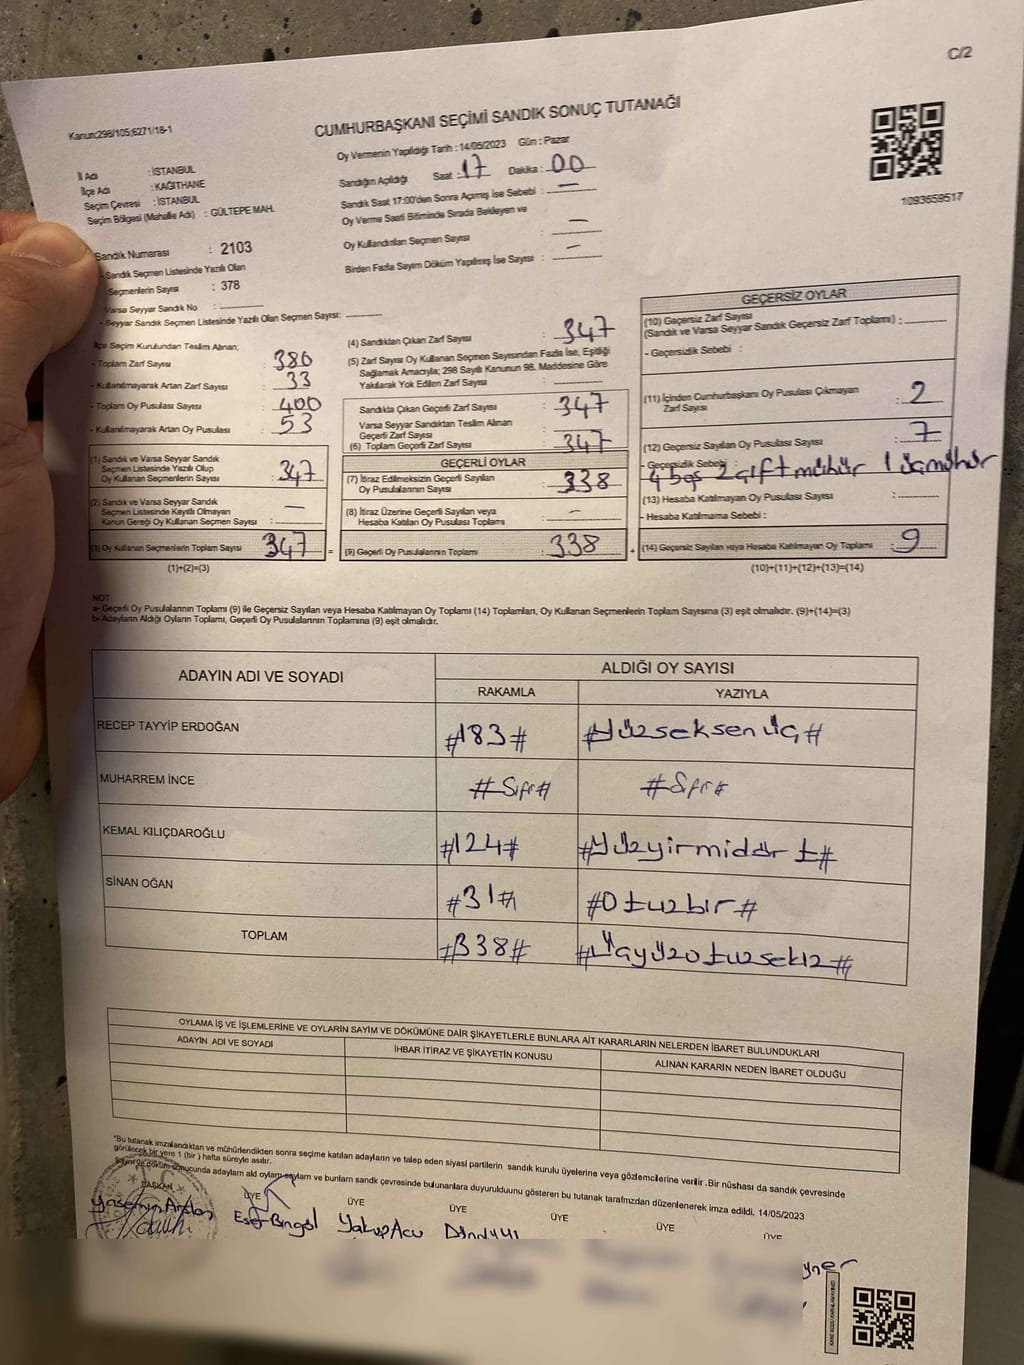 C/2
Kanun;298/105;6271/18-1
CUMHURBAŞKANI SEÇİMİ SANDIK SONUÇ TUTANAĞI
Oy Vermenin Yapıldığı Tarih : 14/05/2023 Gün : Pazar
İl Adı : İSTANBUL
İlçe Adı : KAĞITHANE
Seçim Çevresi : İSTANBUL
Seçim Bölgesi (Mahalle Adı) : GÜLTEPE MAH.
Sandığın Açıldığı Saat : 17 Dakika : 00
Sandık Saat 17:00'den Sonra Açılmış İse Sebebi : —
Oy Verme Saati Bitiminde Sırada Bekleyen ve
Oy Kullandırılan Seçmen Sayısı : —
Birden Fazla Sayım Döküm Yapılmış İse Sayısı : —
1093659517
Sandık Numarası : 2103
- Sandık Seçmen Listesinde Yazılı Olan
Seçmenlerin Sayısı : 378
Varsa Seyyar Sandık No :
- Seyyar Sandık Seçmen Listesinde Yazılı Olan Seçmen Sayısı:
İlçe Seçim Kurulundan Teslim Alınan;
- Toplam Zarf Sayısı : 380
- Kullanılmayarak Artan Zarf Sayısı : 33
- Toplam Oy Pusulası Sayısı : 400
- Kullanılmayarak Artan Oy Pusulası : 53
(1) Sandık ve Varsa Seyyar Sandık
Seçmen Listesinde Yazılı Olup
Oy Kullanan Seçmenlerin Sayısı : 347
(2) Sandık ve Varsa Seyyar Sandık
Seçmen Listesinde Kayıtlı Olmayan
Kanun Gereği Oy Kullanan Seçmen Sayısı : —
(3) Oy Kullanan Seçmenlerin Toplam Sayısı 347 =
(1)+(2)=(3)
(4) Sandıktan Çıkan Zarf Sayısı : 347
(5) Zarf Sayısı Oy Kullanan Seçmen Sayısından Fazla İse, Eşitliği
Sağlamak Amacıyla; 298 Sayılı Kanunun 98. Maddesine Göre
Yakılarak Yok Edilen Zarf Sayısı :
Sandıkta Çıkan Geçerli Zarf Sayısı : 347
Varsa Seyyar Sandıktan Teslim Alınan
Geçerli Zarf Sayısı :
(6) Toplam Geçerli Zarf Sayısı : 347
GEÇERLİ OYLAR
(7) İtiraz Edilmeksizin Geçerli Sayılan
Oy Pusulalarının Sayısı : 338
(8) İtiraz Üzerine Geçerli Sayılan veya
Hesaba Katılan Oy Pusulası Toplamı : —
(9) Geçerli Oy Pusulalarının Toplamı : 338 +
GEÇERSİZ OYLAR
(10) Geçersiz Zarf Sayısı
(Sandık ve Varsa Seyyar Sandık Geçersiz Zarf Toplamı) :
- Geçersizlik Sebebi :
(11) İçinden Cumhurbaşkanı Oy Pusulası Çıkmayan
Zarf Sayısı : 2
(12) Geçersiz Sayılan Oy Pusulası Sayısı : 7
- Geçersizlik Sebebi : 4 boş 2 çift mühür 1 üç mühür
(13) Hesaba Katılmayan Oy Pusulası Sayısı :
- Hesaba Katılmama Sebebi :
(14) Geçersiz Sayılan veya Hesaba Katılmayan Oy Toplamı : 9
(10)+(11)+(12)+(13)=(14)
NOT:
a- Geçerli Oy Pusulalarının Toplamı (9) ile Geçersiz Sayılan veya Hesaba Katılmayan Oy Toplamı (14) Toplamları, Oy Kullanan Seçmenlerin Toplam Sayısına (3) eşit olmalıdır. (9)+(14)=(3)
b- Adayların Aldığı Oyların Toplamı, Geçerli Oy Pusulalarının Toplamına (9) eşit olmalıdır.
ADAYIN ADI VE SOYADI ALDIĞI OY SAYISI
RAKAMLA YAZIYLA
RECEP TAYYİP ERDOĞAN #183# #Yüzseksenüç#
MUHARREM İNCE #Sıfır# #Sıfır#
KEMAL KILIÇDAROĞLU #124# #Yüzyirmidört#
SİNAN OĞAN #31# #Otuzbir#
TOPLAM #338# #Üçyüzotuzsekiz#
OYLAMA İŞ VE İŞLEMLERİNE VE OYLARIN SAYIM VE DÖKÜMÜNE DAİR ŞİKAYETLERLE BUNLARA AİT KARARLARIN NELERDEN İBARET BULUNDUKLARI
ADAYIN ADI VE SOYADI İHBAR İTİRAZ VE ŞİKAYETİN KONUSU ALINAN KARARIN NEDEN İBARET OLDUĞU
*Bu tutanak imzalandıktan ve mühürlendikten sonra seçime katılan adayların ve talep eden siyasi partilerin sandık kurulu üyelerine veya gözlemcilerine verilir .Bir nüshası da sandık çevresinde
görülecek bir yere 1 (bir ) hafta süreyle asılır.
sonucunda adayların aldı oyların sayısını ve bunların sandık çevresinde bulunanlara duyurulduunu gösteren bu tutanak tarafımızdan düzenlenerek imza edildi. 14/05/2023
BAŞKAN ÜYE ÜYE ÜYE ÜYE ÜYE ÜYE
Yasemin Arslan Esef Bingöl Yakup Acu